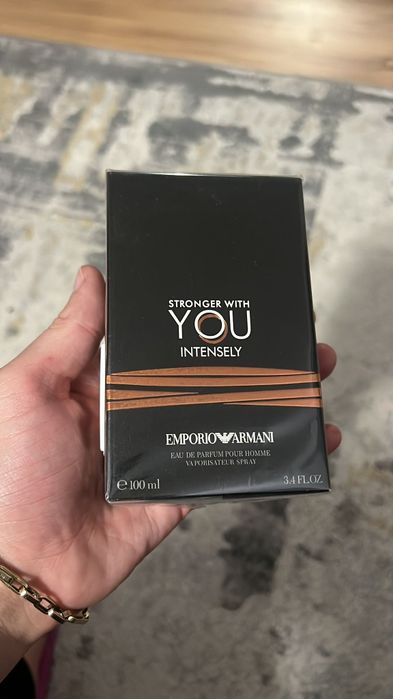 STRONGER WITH
YOU
INTENSELY
EMPORIO ARMANI
EAU DE PARFUM POUR HOMME
VAPORISATEUR SPRAY
℮ 100 ml 3.4 FL.OZ.